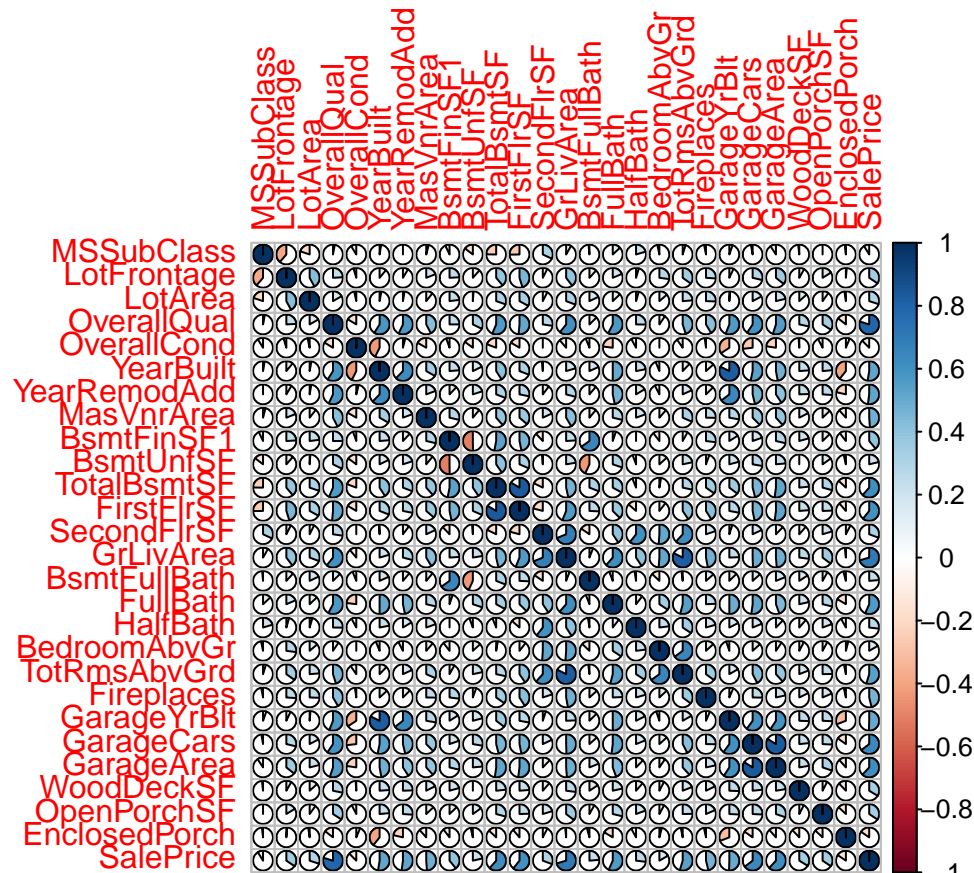 MSSubClass
LotFrontage
LotArea
OverallQual
OverallCond
YearBuilt
YearRemodAdd
MasVnrArea
BsmtFinSF1
BsmtUnfSF
TotalBsmtSF
FirstFlrSF
SecondFlrSF
GrLivArea
BsmtFullBath
FullBath
HalfBath
BedroomAbvGr
TotRmsAbvGrd
Fireplaces
GarageYrBlt
GarageCars
GarageArea
WoodDeckSF
OpenPorchSF
EnclosedPorch
SalePrice
MSSubClass
LotFrontage
LotArea
OverallQual
OverallCond
YearBuilt
YearRemodAdd
MasVnrArea
BsmtFinSF1
BsmtUnfSF
TotalBsmtSF
FirstFlrSF
SecondFlrSF
GrLivArea
BsmtFullBath
FullBath
HalfBath
BedroomAbvGr
TotRmsAbvGrd
Fireplaces
GarageYrBlt
GarageCars
GarageArea
WoodDeckSF
OpenPorchSF
EnclosedPorch
SalePrice
1
0.8
0.6
0.4
0.2
0
−0.2
−0.4
−0.6
−0.8
−1